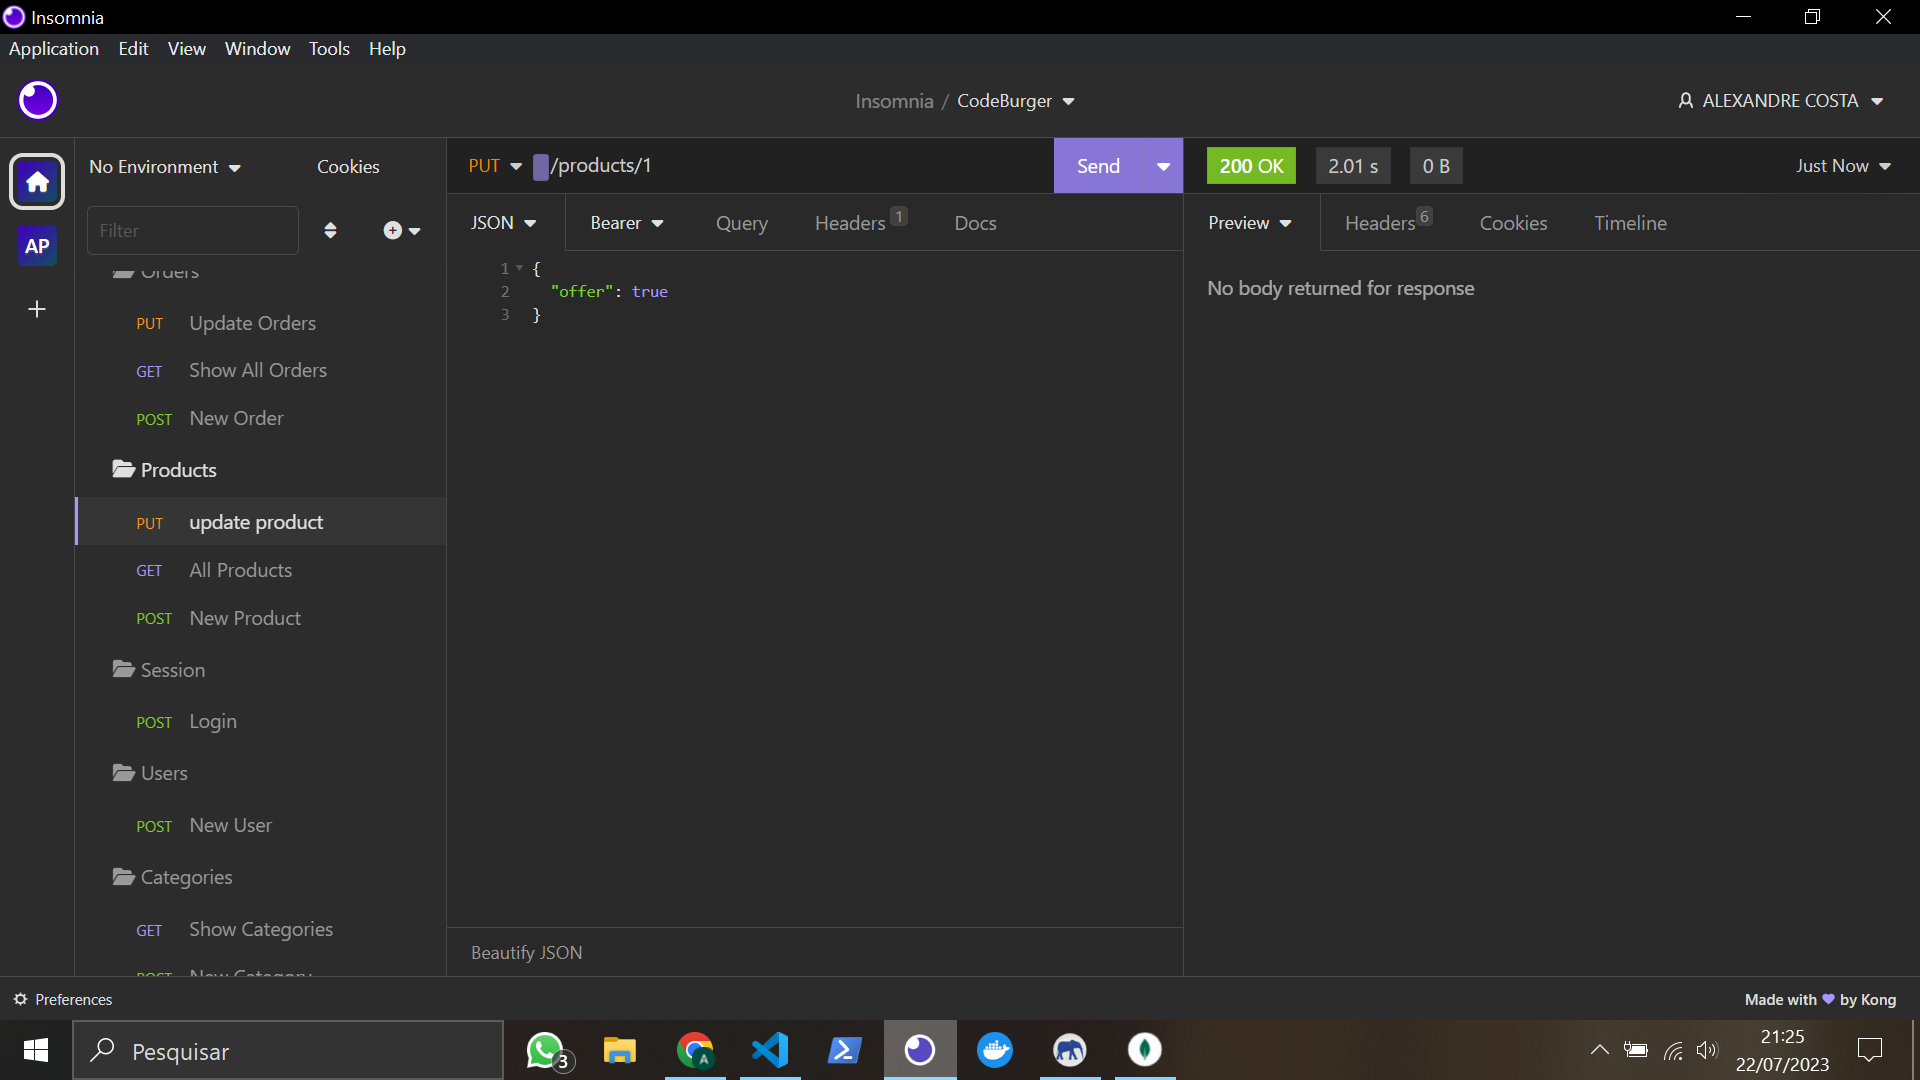 Insomnia
Application Edit View Window Tools Help
Insomnia / CodeBurger
ALEXANDRE COSTA
No Environment
Cookies
PUT /products/1
Send
200 OK
2.01 s
0 B
Just Now
AP
Filter
JSON
Bearer
Query
Headers 1
Docs
Preview
Headers 6
Cookies
Timeline
Orders
PUT Update Orders
GET Show All Orders
POST New Order
Products
PUT update product
GET All Products
POST New Product
Session
POST Login
Users
POST New User
Categories
GET Show Categories
POST New Category
1 {
2 "offer": true
3 }
No body returned for response
Beautify JSON
Preferences
Made with ♥ by Kong
Pesquisar
3
A
21:25
22/07/2023